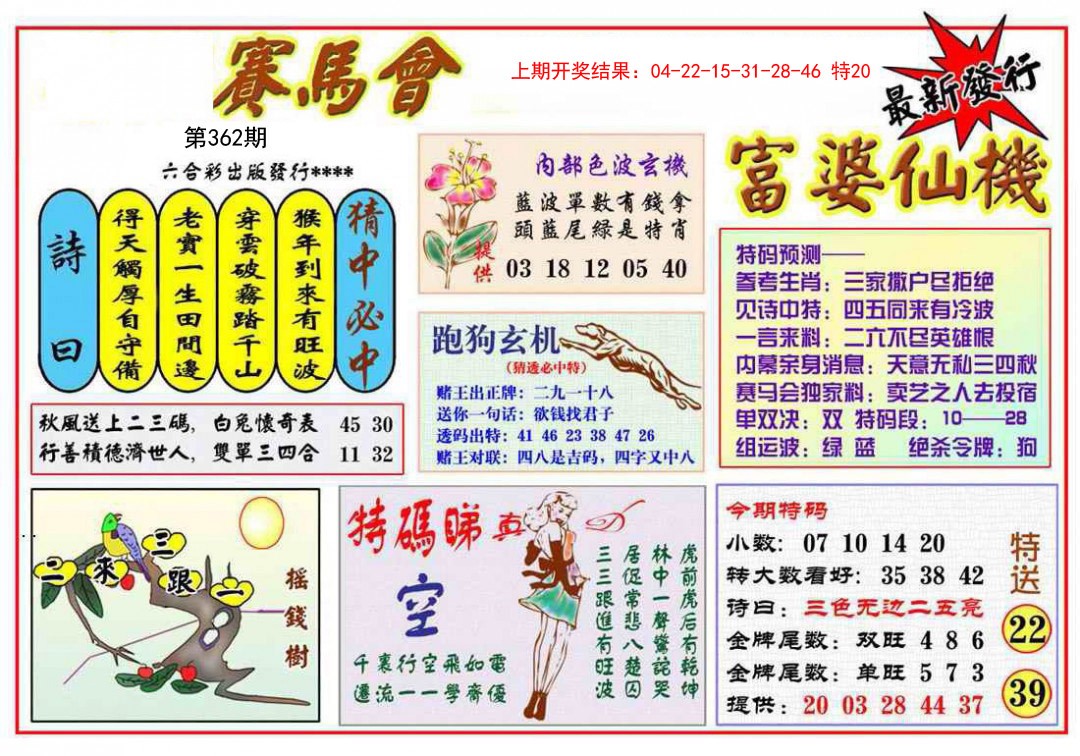 賽馬會
上期开奖结果：04-22-15-31-28-46 特20
最新發行
第362期
六合彩出版發行****
詩曰
得天觸厚自守備
老實一生田間邊
穿雲破霧踏千山
猴年到來有旺波
猜中必中
秋風送上二三碼，白兔懷奇表 45 30
行善積德濟世人，雙單三四合 11 32
內部色波玄機
藍波單數有錢拿
頭藍尾綠是特肖
提供
03 18 12 05 40
跑狗玄机
（猜透必中特）
赌王出正牌：二九一十八
送你一句话：欲钱找君子
透码出特：41 46 23 38 47 26
赌王对联：四八是吉码，四字又中八
富婆仙機
特码预测——
参考生肖：三家撒户尽拒绝
见诗中特：四五同来有冷波
一言来料：二六不尽英雄恨
内幕亲身消息：天意无私三四秋
赛马会独家料：卖艺之人去投宿
单双决：双 特码段：10——28
组运波：绿 蓝 绝杀令牌：狗
二來三跟一
搖錢樹
特碼睇真D
空
千裏行空飛如電
遷流一一學齋優
虎前虎后有乾坤
林中一聲驚詫哭
居促常悲八楚囚
三三跟進有旺波
今期特码
小数：07 10 14 20
转大数看好：35 38 42
诗曰：三色无边二五亮
金牌尾数：双旺 4 8 6
金牌尾数：单旺 5 7 3
提供：20 03 28 44 37
特送
22
39